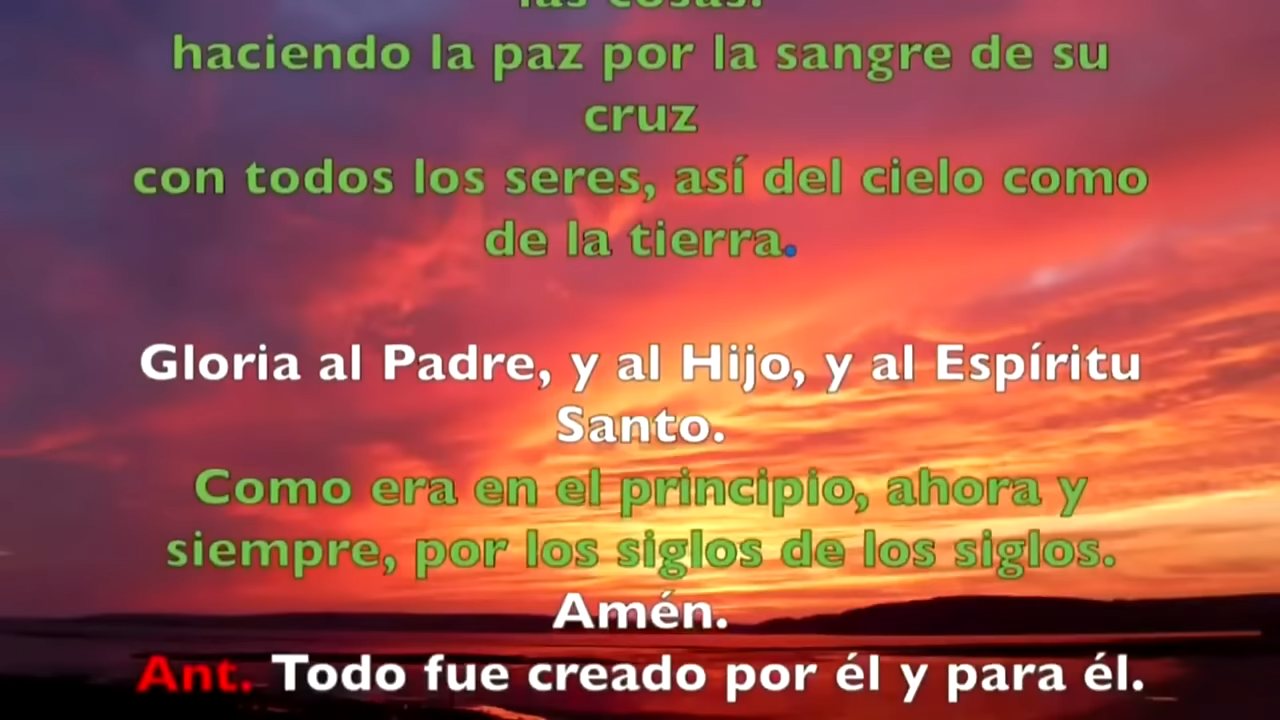 las cosas:
haciendo la paz por la sangre de su
cruz
con todos los seres, así del cielo como
de la tierra.
Gloria al Padre, y al Hijo, y al Espíritu
Santo.
Como era en el principio, ahora y
siempre, por los siglos de los siglos.
Amén.
Ant. Todo fue creado por él y para él.